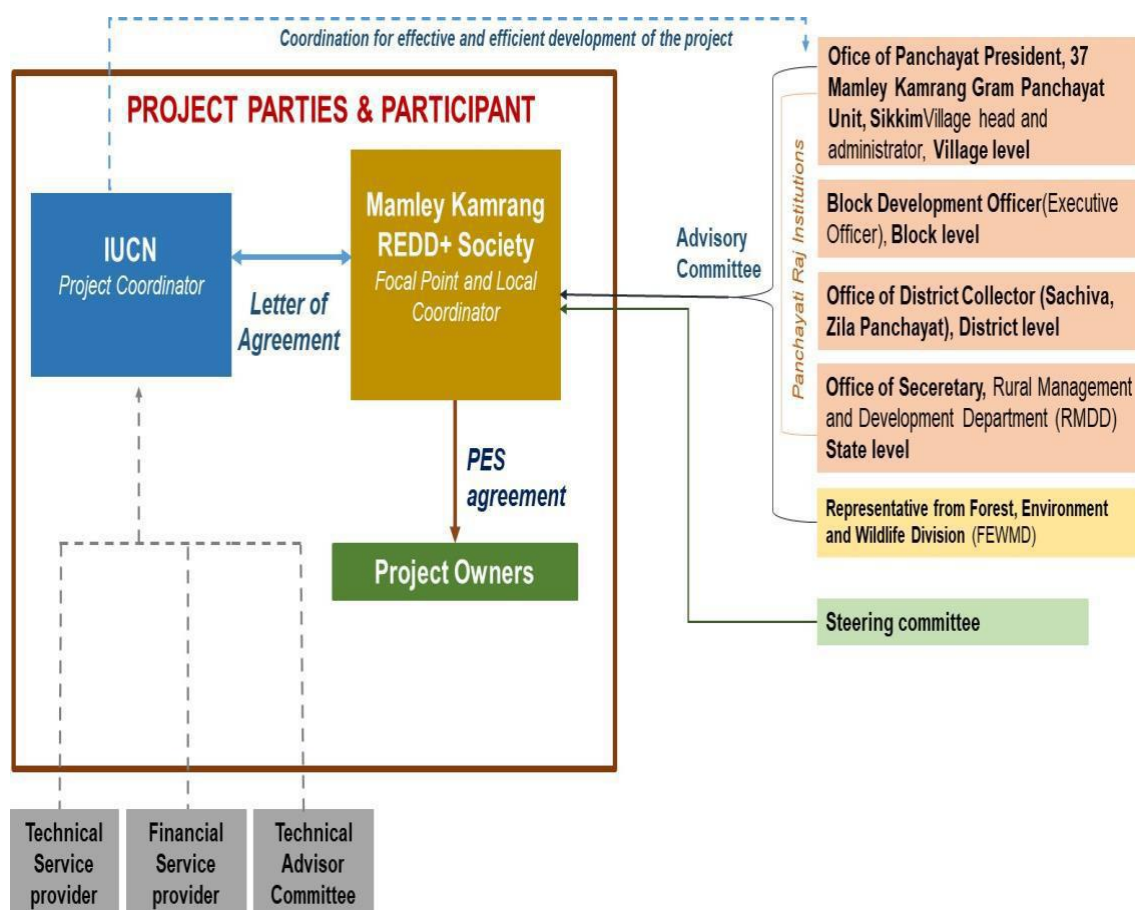 Coordination for effective and efficient development of the project
PROJECT PARTIES & PARTICIPANT
IUCN
Project Coordinator
Letter of
Agreement
Mamley Kamrang
REDD+ Society
Focal Point and Local
Coordinator
PES
agreement
Project Owners
Advisory
Committee
Panchayati Raj Institutions
Ofice of Panchayat President, 37
Mamley Kamrang Gram Panchayat
Unit, SikkimVillage head and
administrator, Village level
Block Development Officer(Executive
Officer), Block level
Office of District Collector (Sachiva,
Zila Panchayat), District level
Office of Seceretary, Rural Management
and Development Department (RMDD)
State level
Representative from Forest, Environment
and Wildlife Division (FEWMD)
Steering committee
Technical
Service
provider
Financial
Service
provider
Technical
Advisor
Committee